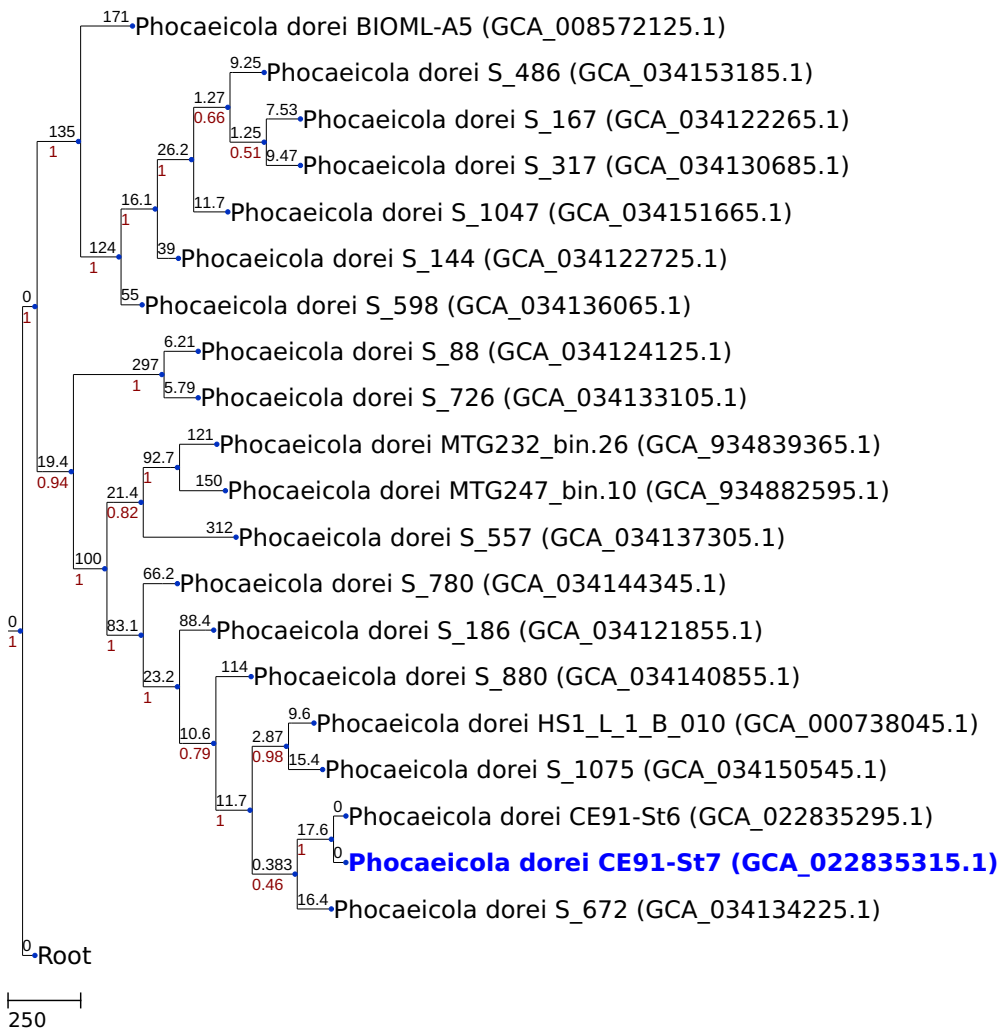 171 Phocaeicola dorei BIOML-A5 (GCA_008572125.1)
9.25 Phocaeicola dorei S_486 (GCA_034153185.1)
1.27
0.66
7.53 Phocaeicola dorei S_167 (GCA_034122265.1)
1.25
0.51
135
1
26.2
1
9.47 Phocaeicola dorei S_317 (GCA_034130685.1)
16.1
1
11.7 Phocaeicola dorei S_1047 (GCA_034151665.1)
124
1
39 Phocaeicola dorei S_144 (GCA_034122725.1)
0
1
55 Phocaeicola dorei S_598 (GCA_034136065.1)
6.21 Phocaeicola dorei S_88 (GCA_034124125.1)
297
1
5.79 Phocaeicola dorei S_726 (GCA_034133105.1)
121 Phocaeicola dorei MTG232_bin.26 (GCA_934839365.1)
19.4
0.94
92.7
1
150 Phocaeicola dorei MTG247_bin.10 (GCA_934882595.1)
21.4
0.82
312 Phocaeicola dorei S_557 (GCA_034137305.1)
100
1
66.2 Phocaeicola dorei S_780 (GCA_034144345.1)
0
1
83.1
1
88.4 Phocaeicola dorei S_186 (GCA_034121855.1)
23.2
1
114 Phocaeicola dorei S_880 (GCA_034140855.1)
10.6
0.79
9.6 Phocaeicola dorei HS1_L_1_B_010 (GCA_000738045.1)
2.87
0.98
15.4 Phocaeicola dorei S_1075 (GCA_034150545.1)
11.7
1
0 Phocaeicola dorei CE91-St6 (GCA_022835295.1)
17.6
1
0 Phocaeicola dorei CE91-St7 (GCA_022835315.1)
0.383
0.46
16.4 Phocaeicola dorei S_672 (GCA_034134225.1)
0 Root
250